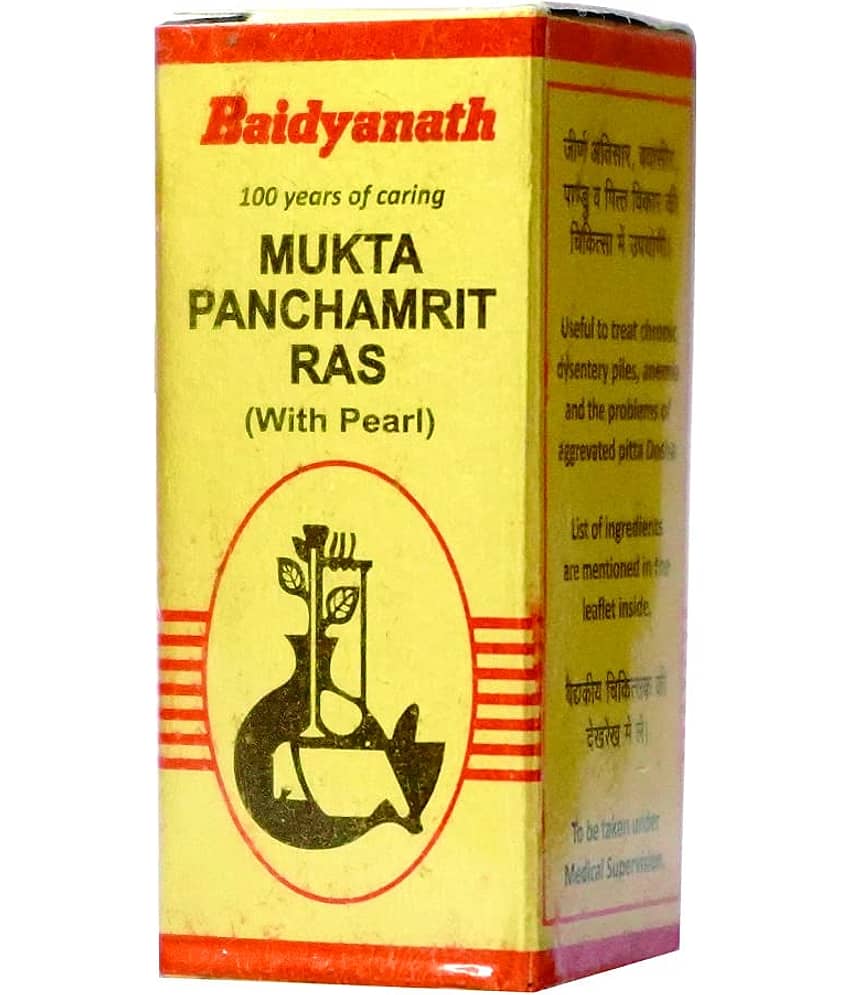 Baidyanath
100 years of caring
MUKTA
PANCHAMRIT
RAS
(With Pearl)
जीर्ण अतिसार, बवासीर,
पाण्डु व पित्त विकार की
चिकित्सा में उपयोगी।
Useful to treat chronic
dysentery piles, anemia
and the problems of
aggrevated pitta Dosha
List of ingredients
are mentioned in the
leaflet inside.
वैद्यकीय चिकित्सक की
देखरेख मे लें।
To be taken under
Medical Supervision.